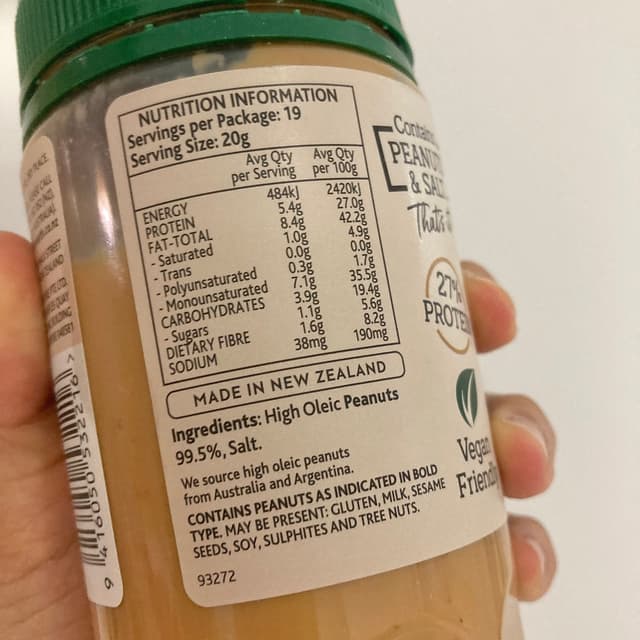 NUTRITION INFORMATION
Servings per Package: 19
Serving Size: 20g
Avg Qty per Serving Avg Qty per 100g
ENERGY 484kJ 2420kJ
PROTEIN 5.4g 27.0g
FAT-TOTAL 8.4g 42.2g
- Saturated 1.0g 4.9g
- Trans 0.0g 0.0g
- Polyunsaturated 0.3g 1.7g
- Monounsaturated 7.1g 35.5g
CARBOHYDRATES 3.9g 19.4g
- Sugars 1.1g 5.6g
DIETARY FIBRE 1.6g 8.2g
SODIUM 38mg 190mg
MADE IN NEW ZEALAND
Ingredients: High Oleic Peanuts
99.5%, Salt.
We source high oleic peanuts
from Australia and Argentina.
CONTAINS PEANUTS AS INDICATED IN BOLD
TYPE. MAY BE PRESENT: GLUTEN, MILK, SESAME
SEEDS, SOY, SULPHITES AND TREE NUTS.
93272
& SALT
That's
27%
PROTEIN
Vegan
Friendly
9 416050 532216 >